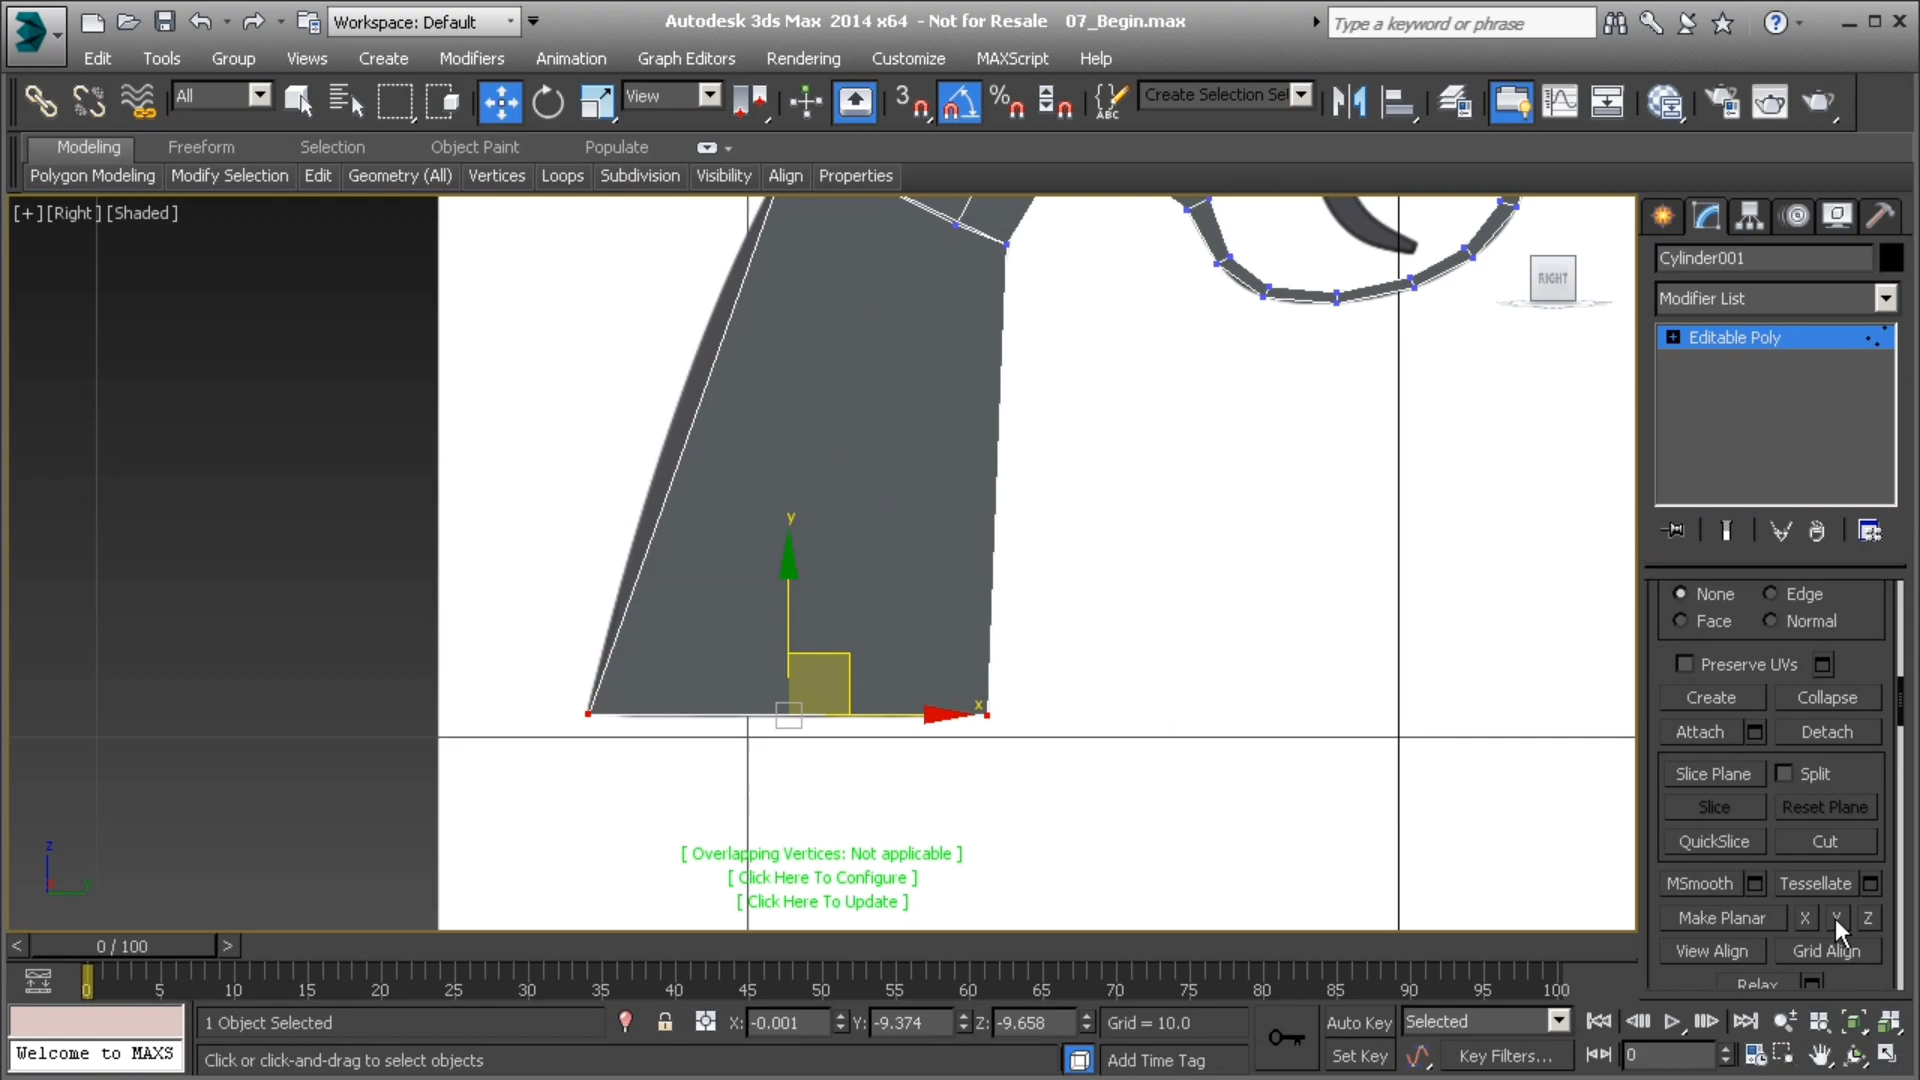 Workspace: Default
Autodesk 3ds Max 2014 x64 - Not for Resale 07_Begin.max
Type a keyword or phrase
Edit Tools Group Views Create Modifiers Animation Graph Editors Rendering Customize MAXScript Help
All
View
3
%
ABC
Create Selection Set
Modeling Freeform Selection Object Paint Populate
Polygon Modeling Modify Selection Edit Geometry (All) Vertices Loops Subdivision Visibility Align Properties
[+][Right][Shaded]
RIGHT
Cylinder001
Modifier List
Editable Poly
None Edge
Face Normal
Preserve UVs
Create Collapse
Attach Detach
Slice Plane Split
Slice Reset Plane
QuickSlice Cut
MSmooth Tessellate
Make Planar X Y Z
View Align Grid Align
Relax
y
x
z
[ Overlapping Vertices: Not applicable ]
[ Click Here To Configure ]
[ Click Here To Update ]
< 0 / 100 >
0 5 10 15 20 25 30 35 40 45 50 55 60 65 70 75 80 85 90 95 100
1 Object Selected X: -0.001 Y: -9.374 Z: -9.658 Grid = 10.0 Auto Key Selected
Welcome to MAXS Click or click-and-drag to select objects Add Time Tag Set Key Key Filters... 0